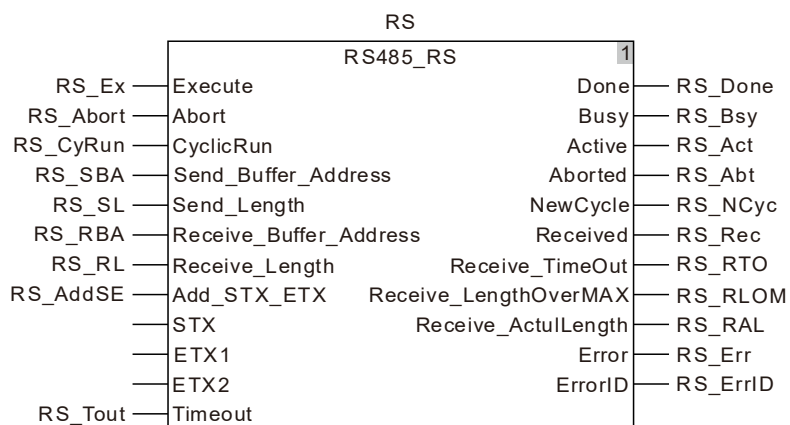 RS
RS485_RS 1
RS_Ex Execute Done RS_Done
RS_Abort Abort Busy RS_Bsy
RS_CyRun CyclicRun Active RS_Act
RS_SBA Send_Buffer_Address Aborted RS_Abt
RS_SL Send_Length NewCycle RS_NCyc
RS_RBA Receive_Buffer_Address Received RS_Rec
RS_RL Receive_Length Receive_TimeOut RS_RTO
RS_AddSE Add_STX_ETX Receive_LengthOverMAX RS_RLOM
STX Receive_ActulLength RS_RAL
ETX1 Error RS_Err
ETX2 ErrorID RS_ErrID
RS_Tout Timeout